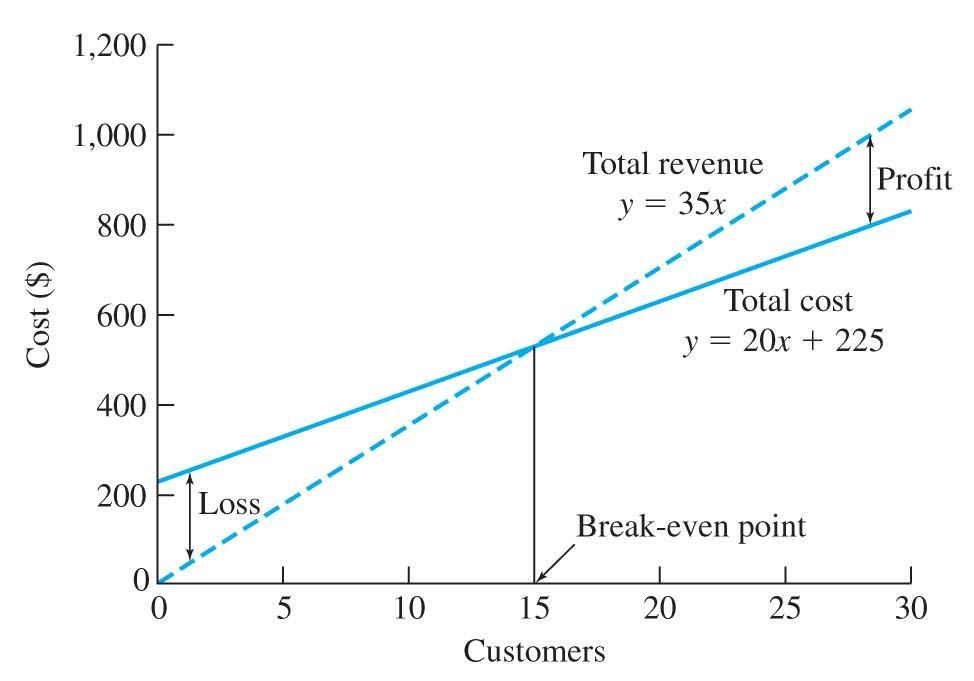 1,200
1,000
800
600
400
200
0
Cost ($)
Total revenue
y = 35x
Profit
Total cost
y = 20x + 225
Loss
Break-even point
0 5 10 15 20 25 30
Customers